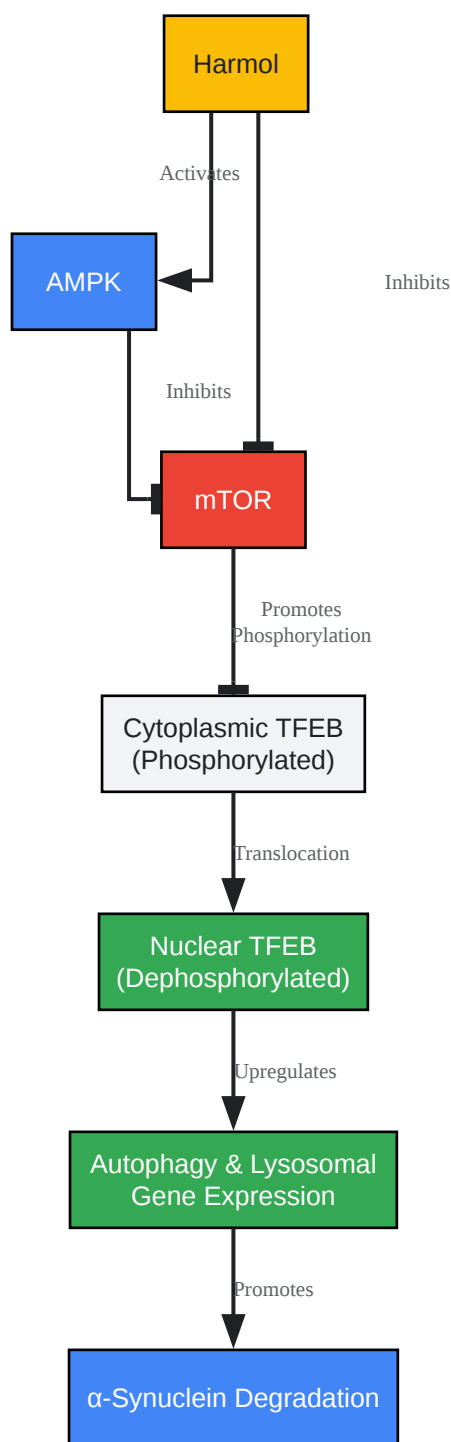 Harmol
Activates
AMPK
Inhibits
Inhibits
mTOR
Promotes
Phosphorylation
Cytoplasmic TFEB
(Phosphorylated)
Translocation
Nuclear TFEB
(Dephosphorylated)
Upregulates
Autophagy & Lysosomal
Gene Expression
Promotes
α-Synuclein Degradation